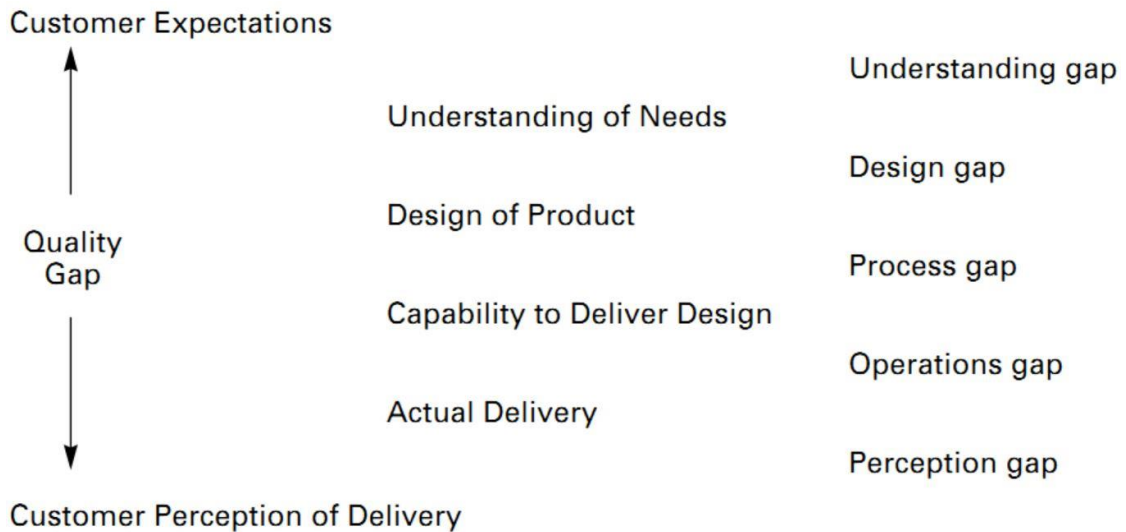 Customer Expectations
Understanding gap
Understanding of Needs
Design gap
Design of Product
Quality
Gap
Process gap
Capability to Deliver Design
Operations gap
Actual Delivery
Perception gap
Customer Perception of Delivery